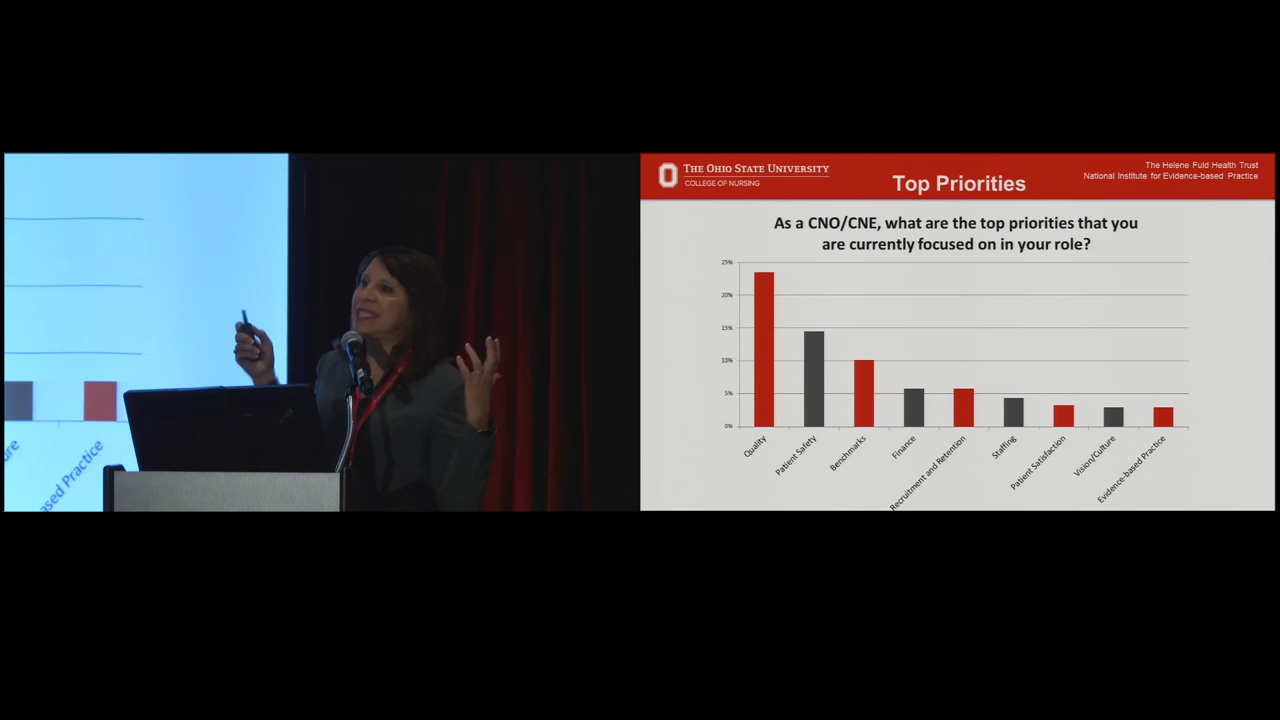 ure
ased Practice
THE OHIO STATE UNIVERSITY
COLLEGE OF NURSING
Top Priorities
The Helene Fuld Health Trust
National Institute for Evidence-based Practice
As a CNO/CNE, what are the top priorities that you
are currently focused on in your role?
25%
20%
15%
10%
5%
0%
Quality
Patient Safety
Benchmarks
Finance
Recruitment and Retention
Staffing
Patient Satisfaction
Vision/Culture
Evidence-based Practice